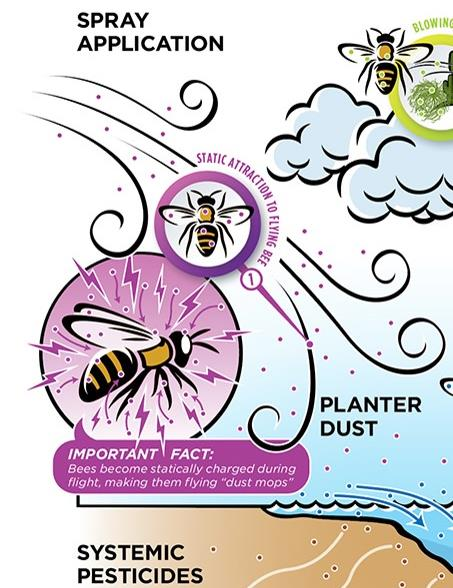 SPRAY
APPLICATION
BLOWING
STATIC ATTRACTION TO FLYING BEE
1
PLANTER
DUST
IMPORTANT FACT:
Bees become statically charged during
flight, making them flying “dust mops”
SYSTEMIC
PESTICIDES